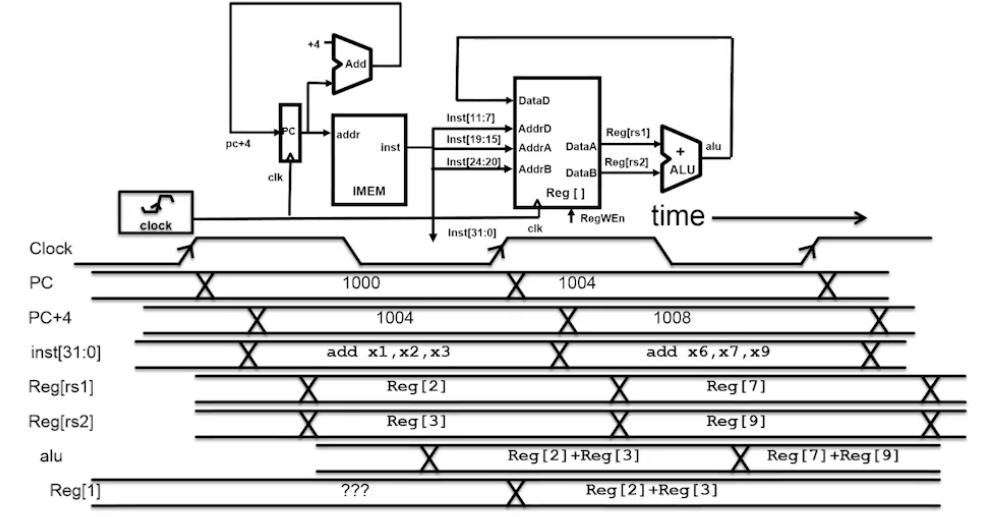 +4
Add
PC
pc+4
clk
addr
inst
IMEM
Inst[11:7]
Inst[19:15]
Inst[24:20]
Inst[31:0]
DataD
AddrD
AddrA
AddrB
DataA
DataB
Reg [ ]
clk
RegWEn
Reg[rs1]
Reg[rs2]
+
ALU
alu
clock
time
Clock
PC 1000 1004
PC+4 1004 1008
inst[31:0] add x1,x2,x3 add x6,x7,x9
Reg[rs1] Reg[2] Reg[7]
Reg[rs2] Reg[3] Reg[9]
alu Reg[2]+Reg[3] Reg[7]+Reg[9]
Reg[1] ??? Reg[2]+Reg[3]